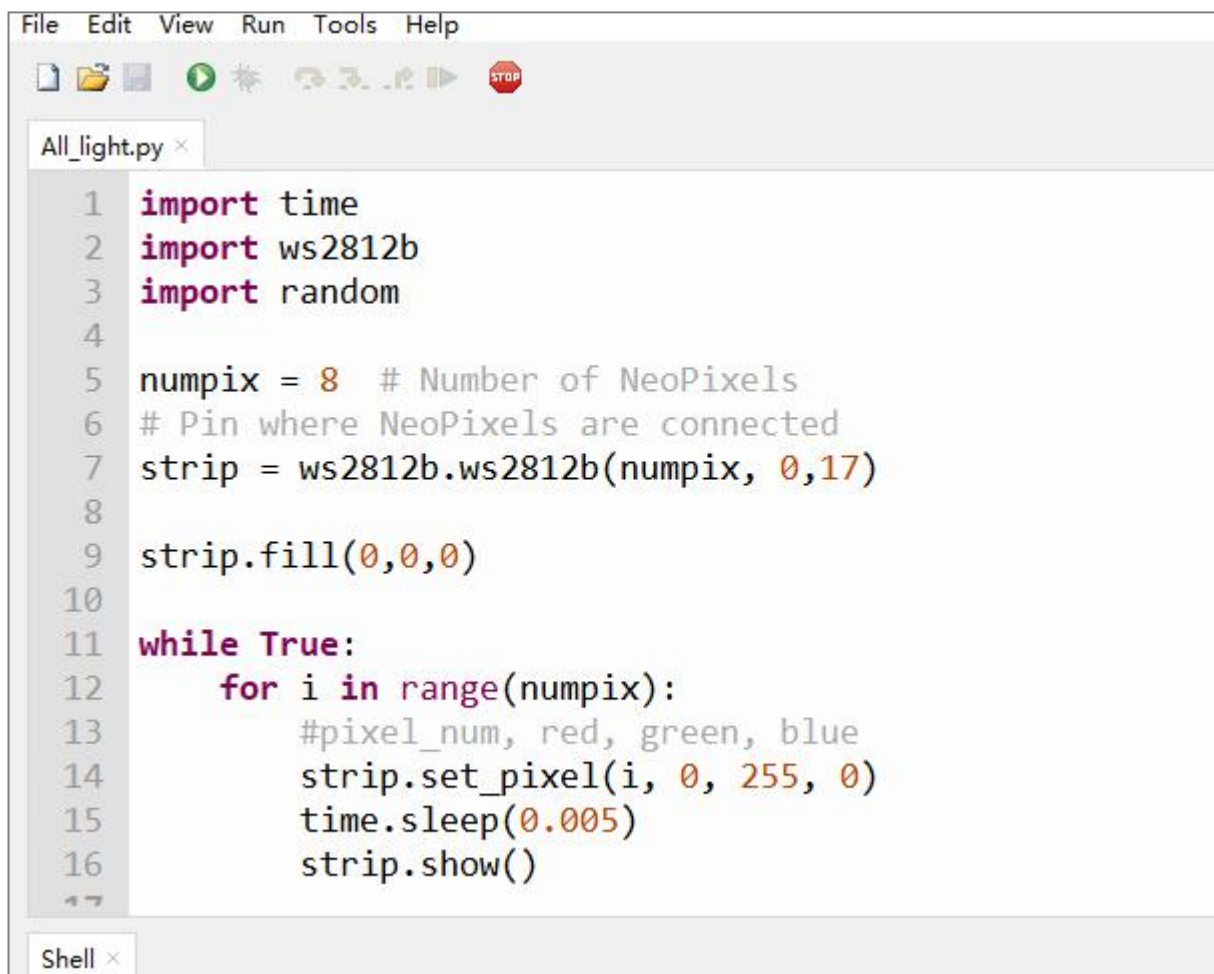 File Edit View Run Tools Help
STOP
All_light.py ×
1 import time
2 import ws2812b
3 import random
4
5 numpix = 8  # Number of NeoPixels
6 # Pin where NeoPixels are connected
7 strip = ws2812b.ws2812b(numpix, 0,17)
8
9 strip.fill(0,0,0)
10
11 while True:
12     for i in range(numpix):
13         #pixel_num, red, green, blue
14         strip.set_pixel(i, 0, 255, 0)
15         time.sleep(0.005)
16         strip.show()
17
Shell ×